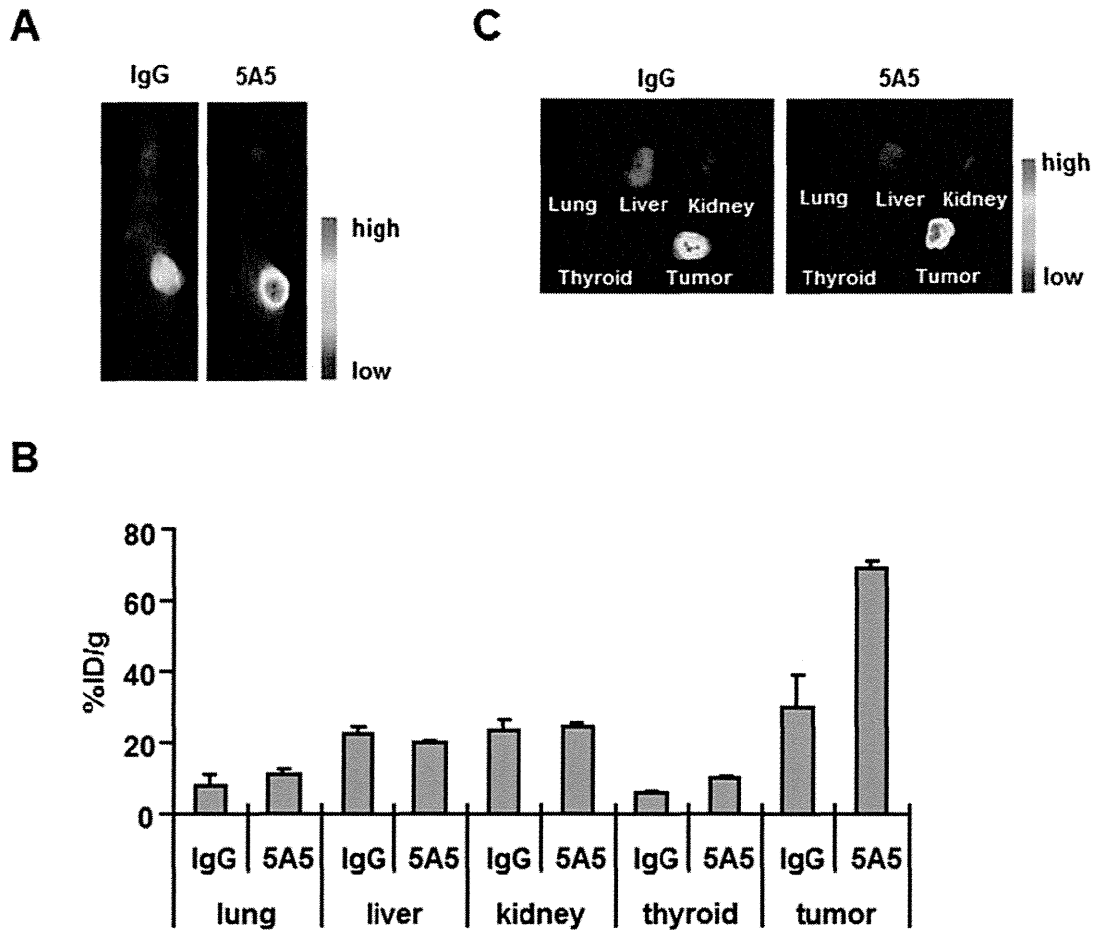 A
IgG 5A5
high
low
C
IgG 5A5
Lung Liver Kidney
Thyroid Tumor
Lung Liver Kidney
Thyroid Tumor
high
low
B
80
60
40
20
0
%ID/g
IgG 5A5 IgG 5A5 IgG 5A5 IgG 5A5 IgG 5A5
lung liver kidney thyroid tumor